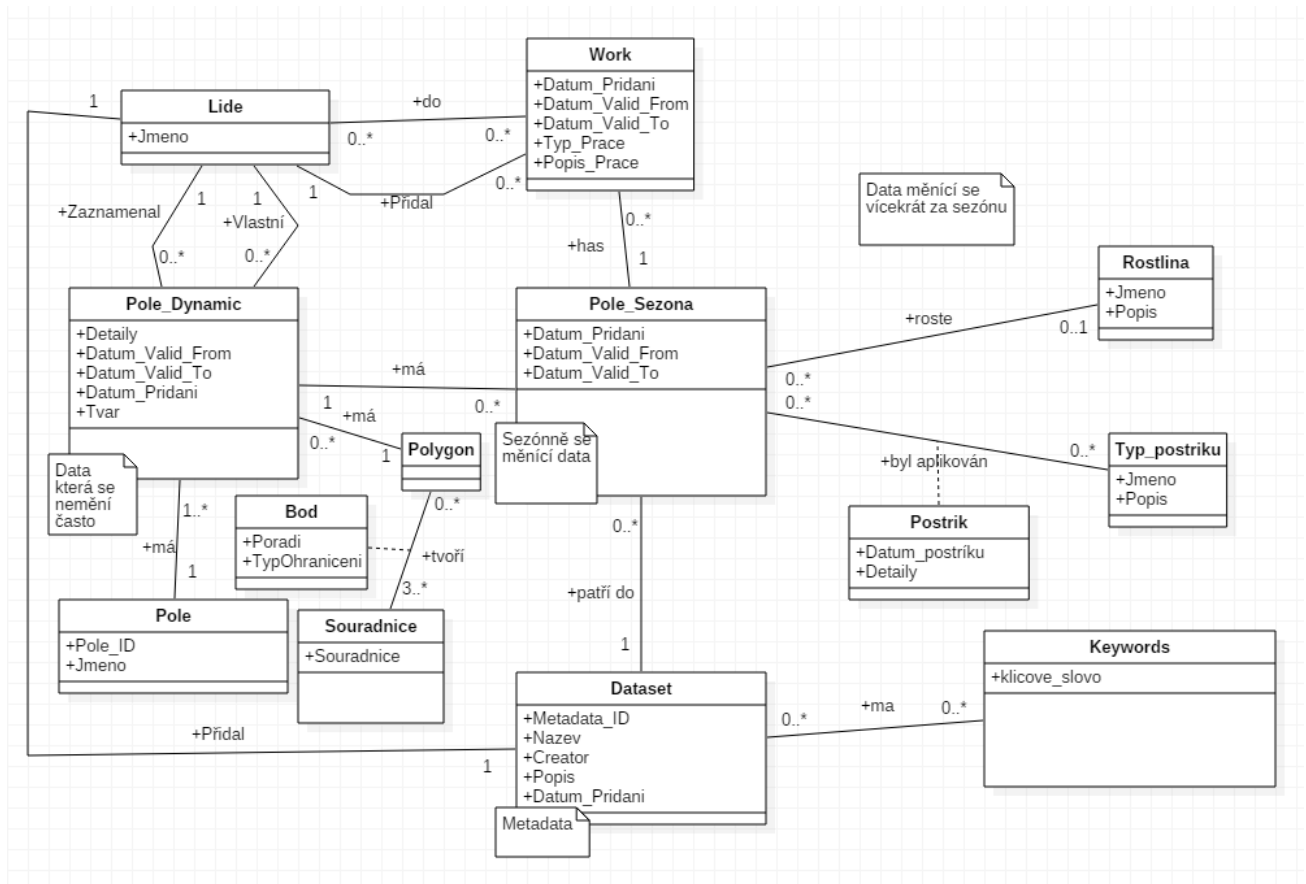 Work
+Datum_Pridani
+Datum_Valid_From
+Datum_Valid_To
+Typ_Prace
+Popis_Prace
1
Lide
+Jmeno
+do
0..*
0..*
1
+Přidal
0..*
+Zaznamenal
1
0..*
1
+Vlastní
0..*
0..*
+has
1
Data měnící se
vícekrát za sezónu
Rostlina
+Jmeno
+Popis
+roste
0..1
0..*
Pole_Dynamic
+Detaily
+Datum_Valid_From
+Datum_Valid_To
+Datum_Pridani
+Tvar
Pole_Sezona
+Datum_Pridani
+Datum_Valid_From
+Datum_Valid_To
+má
1
0..*
+má
0..*
1
Polygon
Sezónně se
měnící data
0..*
+byl aplikován
0..*
Typ_postriku
+Jmeno
+Popis
Data
která se
nemění
často
1..*
+má
1
Bod
+Poradi
+TypOhraniceni
0..*
+tvoří
3..*
Postrik
+Datum_postríku
+Detaily
0..*
+patří do
1
Pole
+Pole_ID
+Jmeno
Souradnice
+Souradnice
Keywords
+klicove_slovo
Dataset
+Metadata_ID
+Nazev
+Creator
+Popis
+Datum_Pridani
0..*
+ma
0..*
+Přidal
1
Metadata